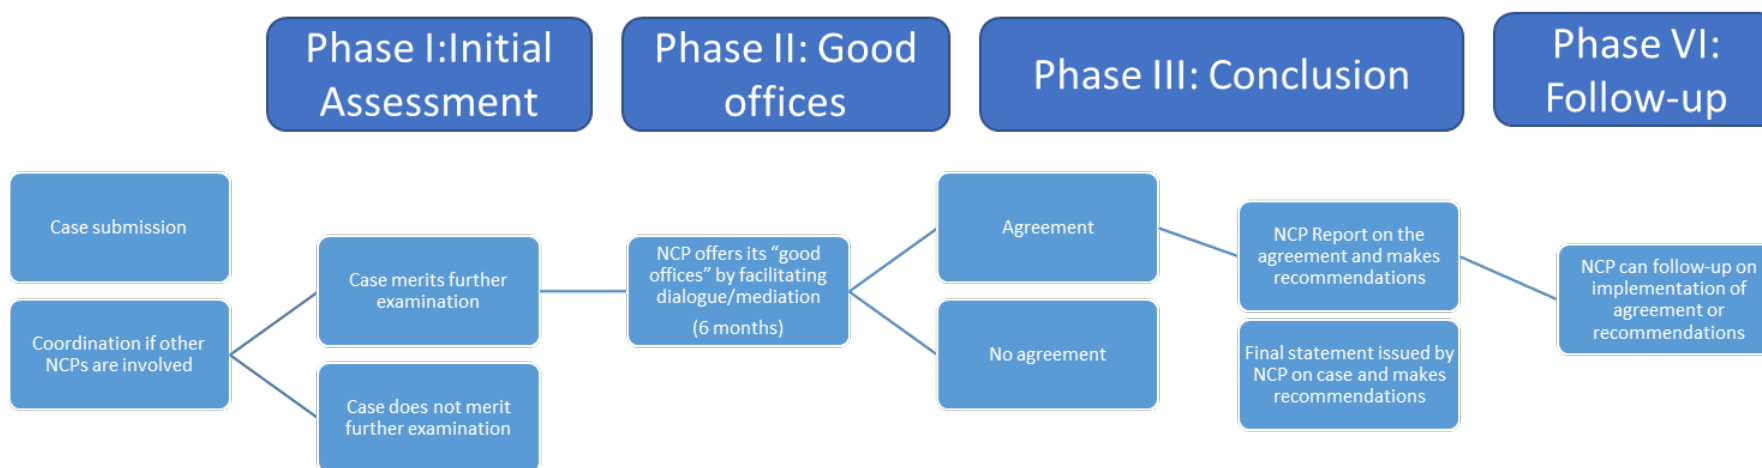 Phase I:Initial
Assessment
Phase II: Good
offices
Phase III: Conclusion
Phase VI:
Follow-up
Case submission
Coordination if other
NCPs are involved
Case merits further
examination
Case does not merit
further examination
NCP offers its “good
offices” by facilitating
dialogue/mediation
(6 months)
Agreement
No agreement
NCP Report on the
agreement and makes
recommendations
Final statement issued by
NCP on case and makes
recommendations
NCP can follow-up on
implementation of
agreement or
recommendations